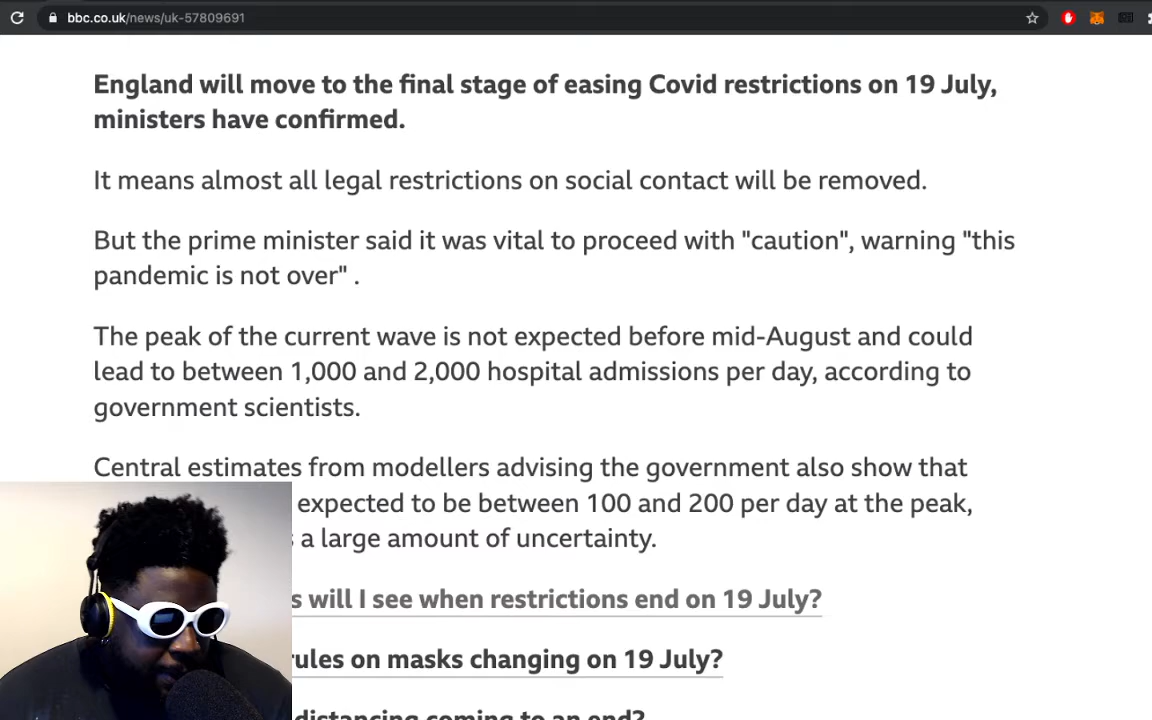 bbc.co.uk/news/uk-57809691
England will move to the final stage of easing Covid restrictions on 19 July,
ministers have confirmed.
It means almost all legal restrictions on social contact will be removed.
But the prime minister said it was vital to proceed with "caution", warning "this
pandemic is not over" .
The peak of the current wave is not expected before mid-August and could
lead to between 1,000 and 2,000 hospital admissions per day, according to
government scientists.
Central estimates from modellers advising the government also show that
expected to be between 100 and 200 per day at the peak,
a large amount of uncertainty.
will I see when restrictions end on 19 July?
rules on masks changing on 19 July?
distancing coming to an end?